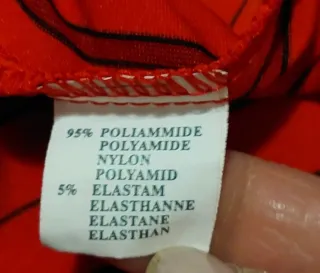 95% POLIAMMIDE
POLYAMIDE
NYLON
POLYAMID
5% ELASTAM
ELASTHANNE
ELASTANE
ELASTHAN